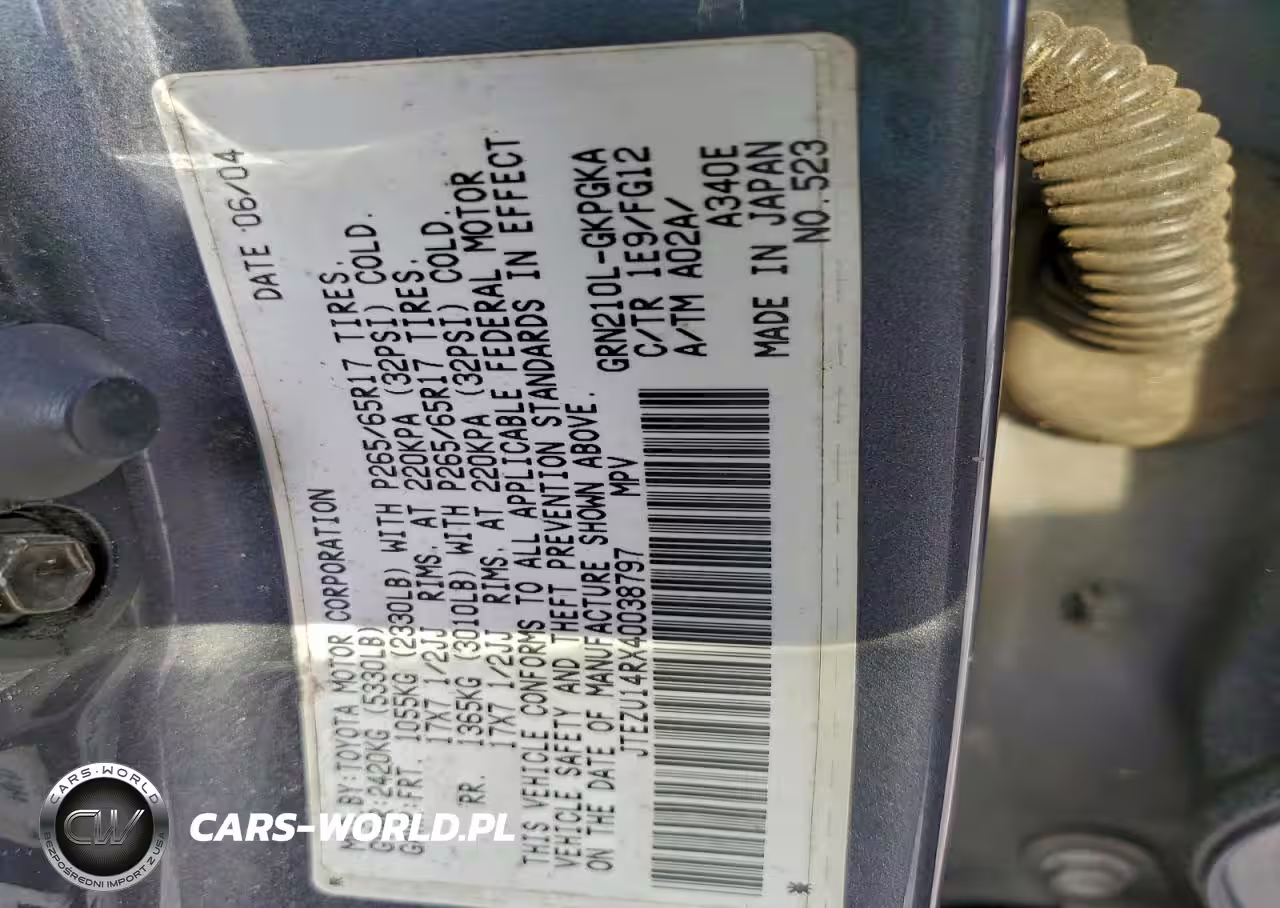 DATE 06/04
MFD BY:TOYOTA MOTOR CORPORATION
GVWR:2420KG (5330LB)
GAWR:FRT. 1055KG (2330LB) WITH P265/65R17 TIRES.
17X7 1/2JJ RIMS. AT 220KPA (32PSI) COLD.
RR. 1365KG (3010LB) WITH P265/65R17 TIRES.
17X7 1/2JJ RIMS. AT 220KPA (32PSI) COLD.
THIS VEHICLE CONFORMS TO ALL APPLICABLE FEDERAL MOTOR
VEHICLE SAFETY AND THEFT PREVENTION STANDARDS IN EFFECT
ON THE DATE OF MANUFACTURE SHOWN ABOVE.
JTEZU14RX40038797 MPV
GRN210L-GKPGKA
C/TR 1E9/FG12
A/TM A02A/
A340E
MADE IN JAPAN
NO.523
CARS-WORLD
CW
BEZPOŚREDNI IMPORT Z USA
CARS-WORLD.PL